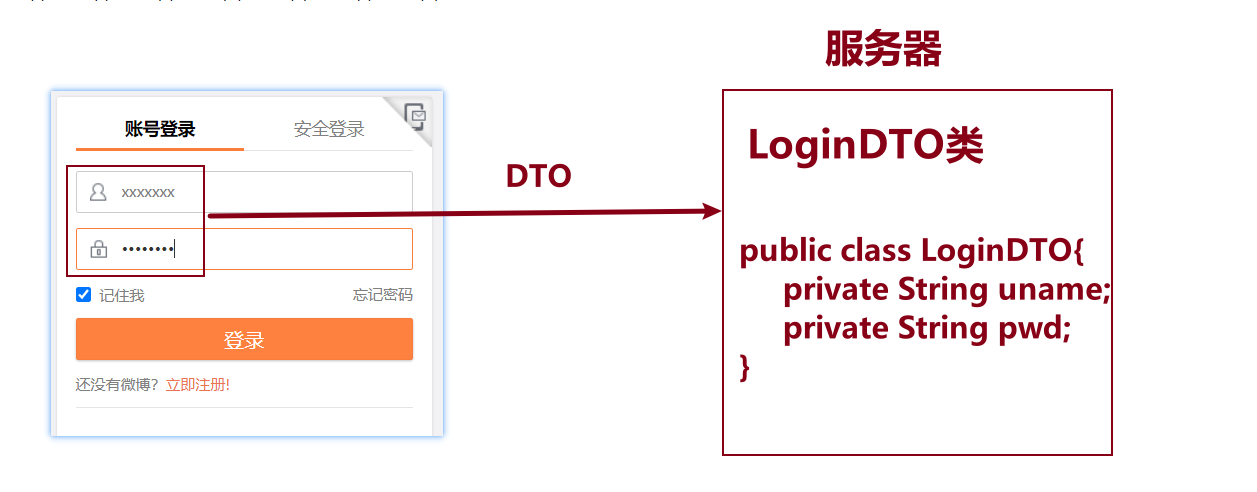 服务器
账号登录
安全登录
xxxxxxx
••••••••
记住我
忘记密码
登录
还没有微博？立即注册!
DTO
LoginDTO类
public class LoginDTO{
private String uname;
private String pwd;
}